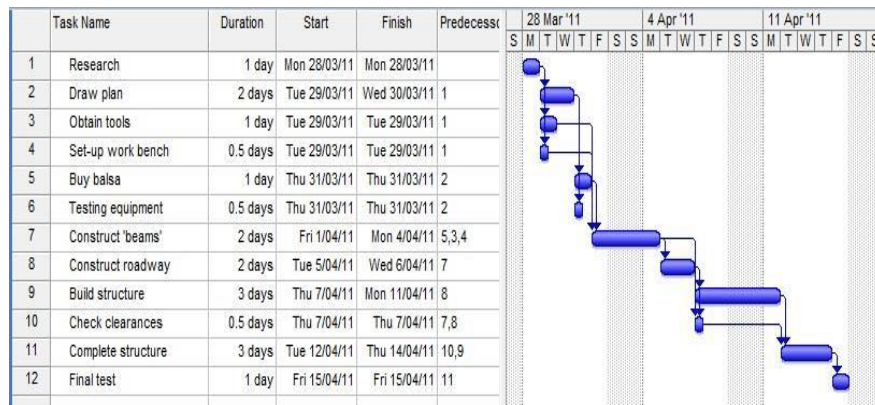 Task Name Duration Start Finish Predecesso 28 Mar '11 4 Apr '11 11 Apr '11
S M T W T F S S M T W T F S S M T W T F S S
1 Research 1 day Mon 28/03/11 Mon 28/03/11
2 Draw plan 2 days Tue 29/03/11 Wed 30/03/11 1
3 Obtain tools 1 day Tue 29/03/11 Tue 29/03/11 1
4 Set-up work bench 0.5 days Tue 29/03/11 Tue 29/03/11 1
5 Buy balsa 1 day Thu 31/03/11 Thu 31/03/11 2
6 Testing equipment 0.5 days Thu 31/03/11 Thu 31/03/11 2
7 Construct 'beams' 2 days Fri 1/04/11 Mon 4/04/11 5,3,4
8 Construct roadway 2 days Tue 5/04/11 Wed 6/04/11 7
9 Build structure 3 days Thu 7/04/11 Mon 11/04/11 8
10 Check clearances 0.5 days Thu 7/04/11 Thu 7/04/11 7,8
11 Complete structure 3 days Tue 12/04/11 Thu 14/04/11 10,9
12 Final test 1 day Fri 15/04/11 Fri 15/04/11 11